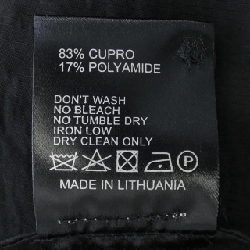 83% CUPRO
17% POLYAMIDE
DON'T WASH
NO BLEACH
NO TUMBLE DRY
IRON LOW
DRY CLEAN ONLY
P
MADE IN LITHUANIA